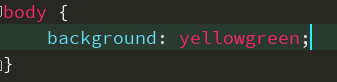 body {
    background: yellowgreen;
}